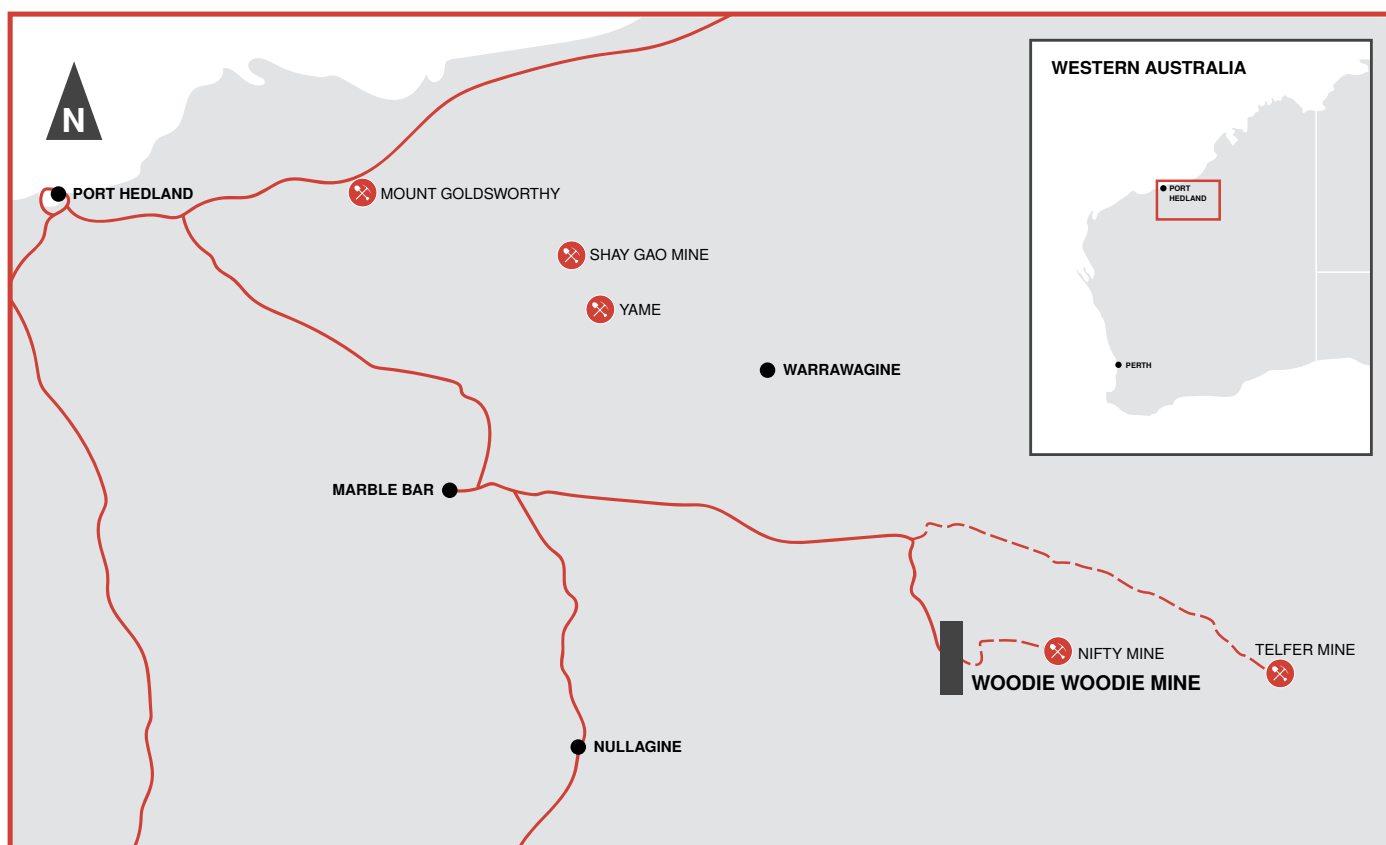 WESTERN AUSTRALIA
N
PORT HEDLAND
MOUNT GOLDSWORTHY
PORT
HEDLAND
SHAY GAO MINE
YAME
PERTH
WARRAWAGINE
MARBLE BAR
NIFTY MINE
TELFER MINE
WOODIE WOODIE MINE
NULLAGINE